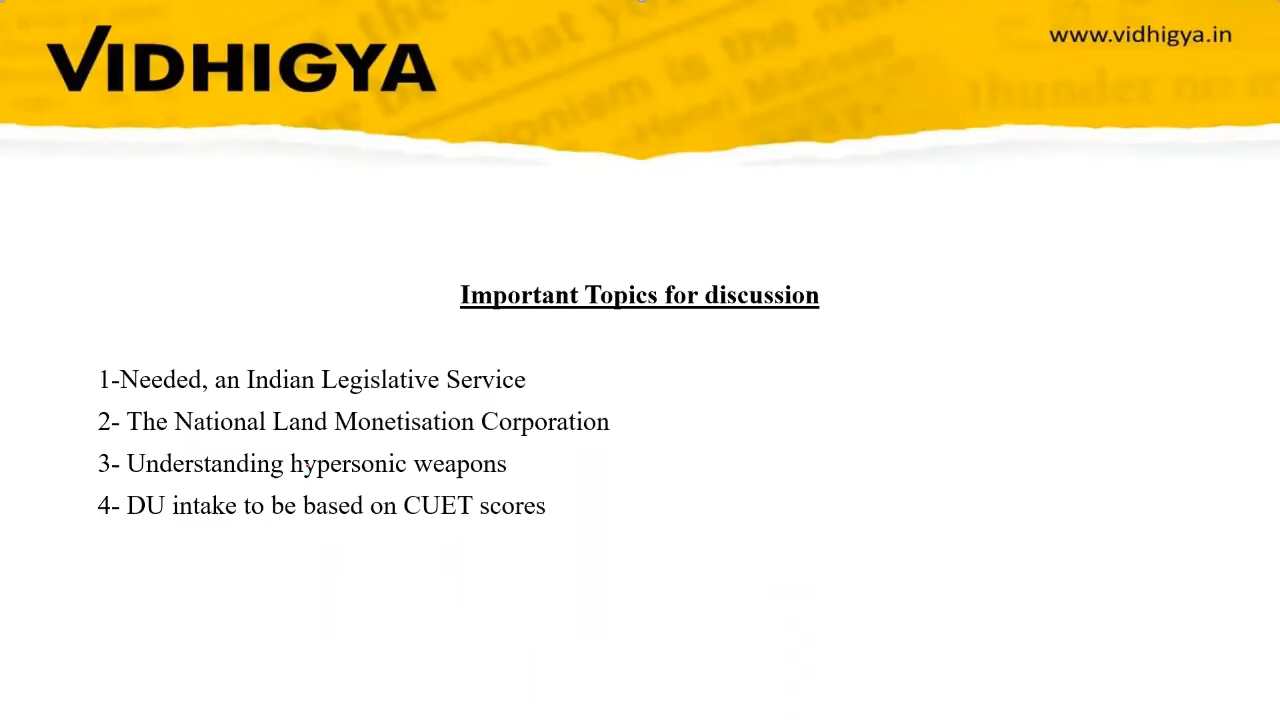 VIDHIGYA
www.vidhigya.in
Important Topics for discussion
1-Needed, an Indian Legislative Service
2- The National Land Monetisation Corporation
3- Understanding hypersonic weapons
4- DU intake to be based on CUET scores